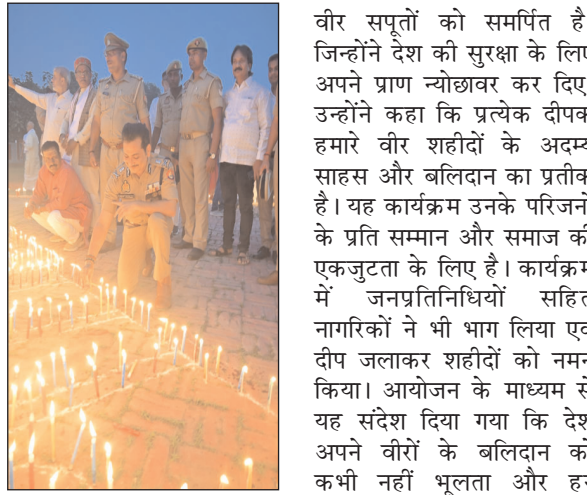 वीर सपूतों को समर्पित है
जिन्होंने देश की सुरक्षा के लिए
अपने प्राण न्योछावर कर दिए
उन्होंने कहा कि प्रत्येक दीपक
हमारे वीर शहीदों के अदम्य
साहस और बलिदान का प्रतीक
है। यह कार्यक्रम उनके परिजनों
के प्रति सम्मान और समाज की
एकजुटता के लिए है। कार्यक्रम
में जनप्रतिनिधियों सहित
नागरिकों ने भी भाग लिया एवं
दीप जलाकर शहीदों को नमन
किया। आयोजन के माध्यम से
यह संदेश दिया गया कि देश
अपने वीरों के बलिदान को
कभी नहीं भूलता और